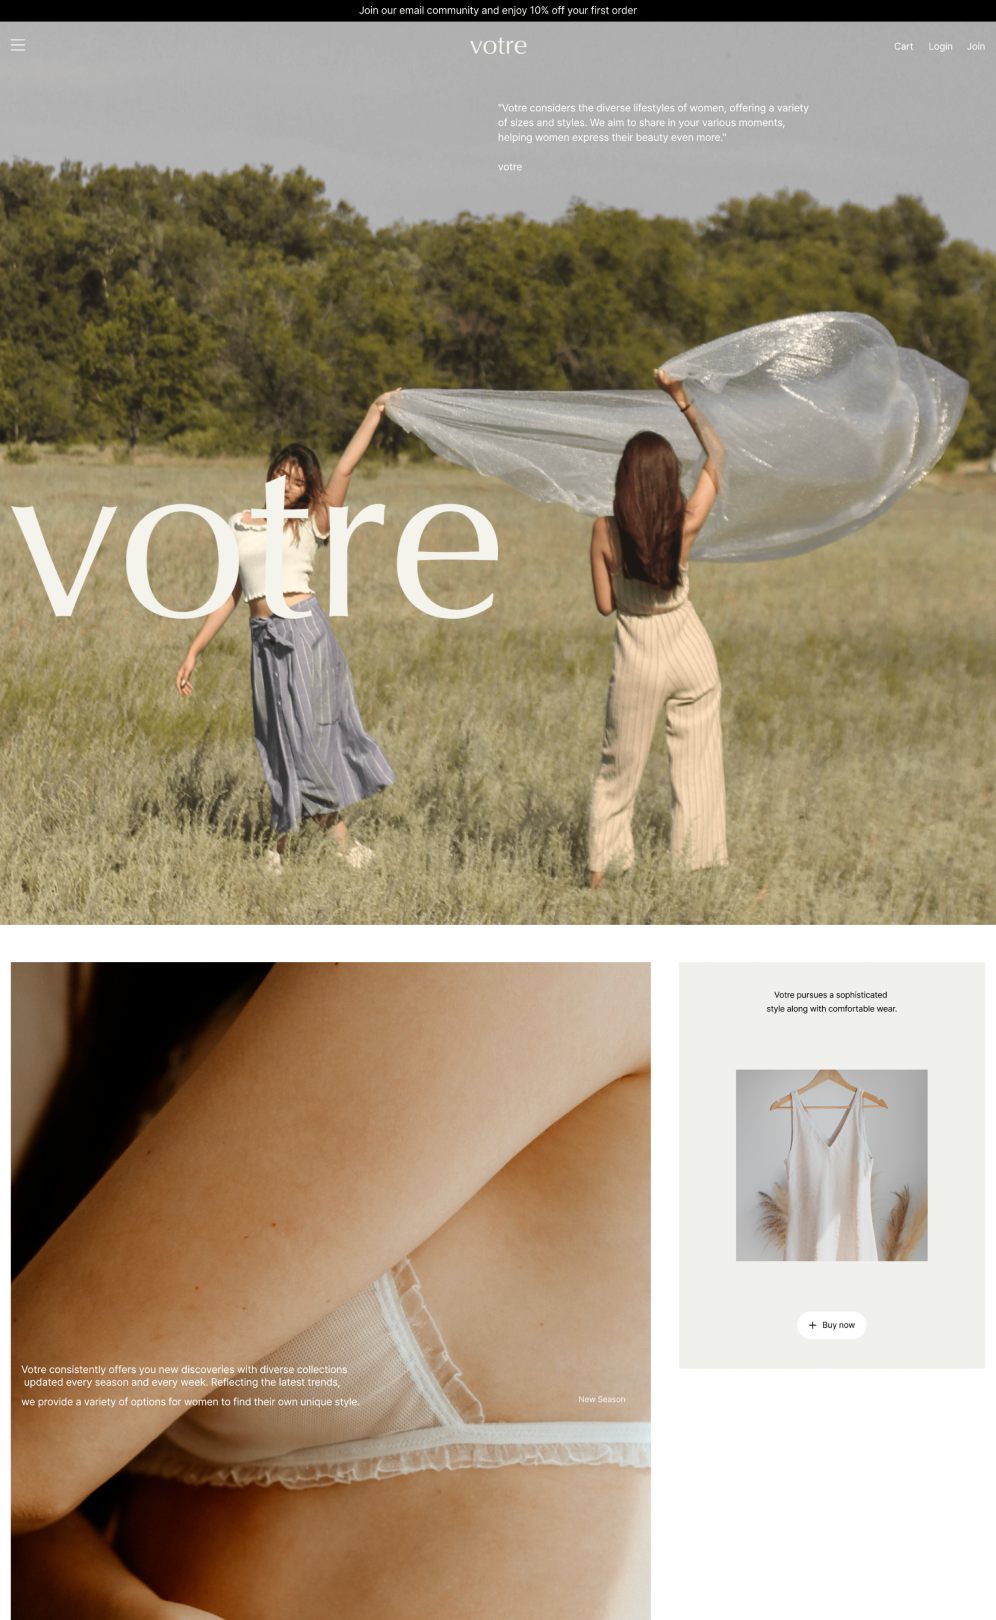 Join our email community and enjoy 10% off your first order
votre
Cart
Login
Join
"Votre considers the diverse lifestyles of women, offering a variety
of sizes and styles. We aim to share in your various moments,
helping women express their beauty even more."
votre
votre
Votre pursues a sophisticated
style along with comfortable wear.
+ Buy now
Votre consistently offers you new discoveries with diverse collections
updated every season and every week. Reflecting the latest trends,
we provide a variety of options for women to find their own unique style.
New Season